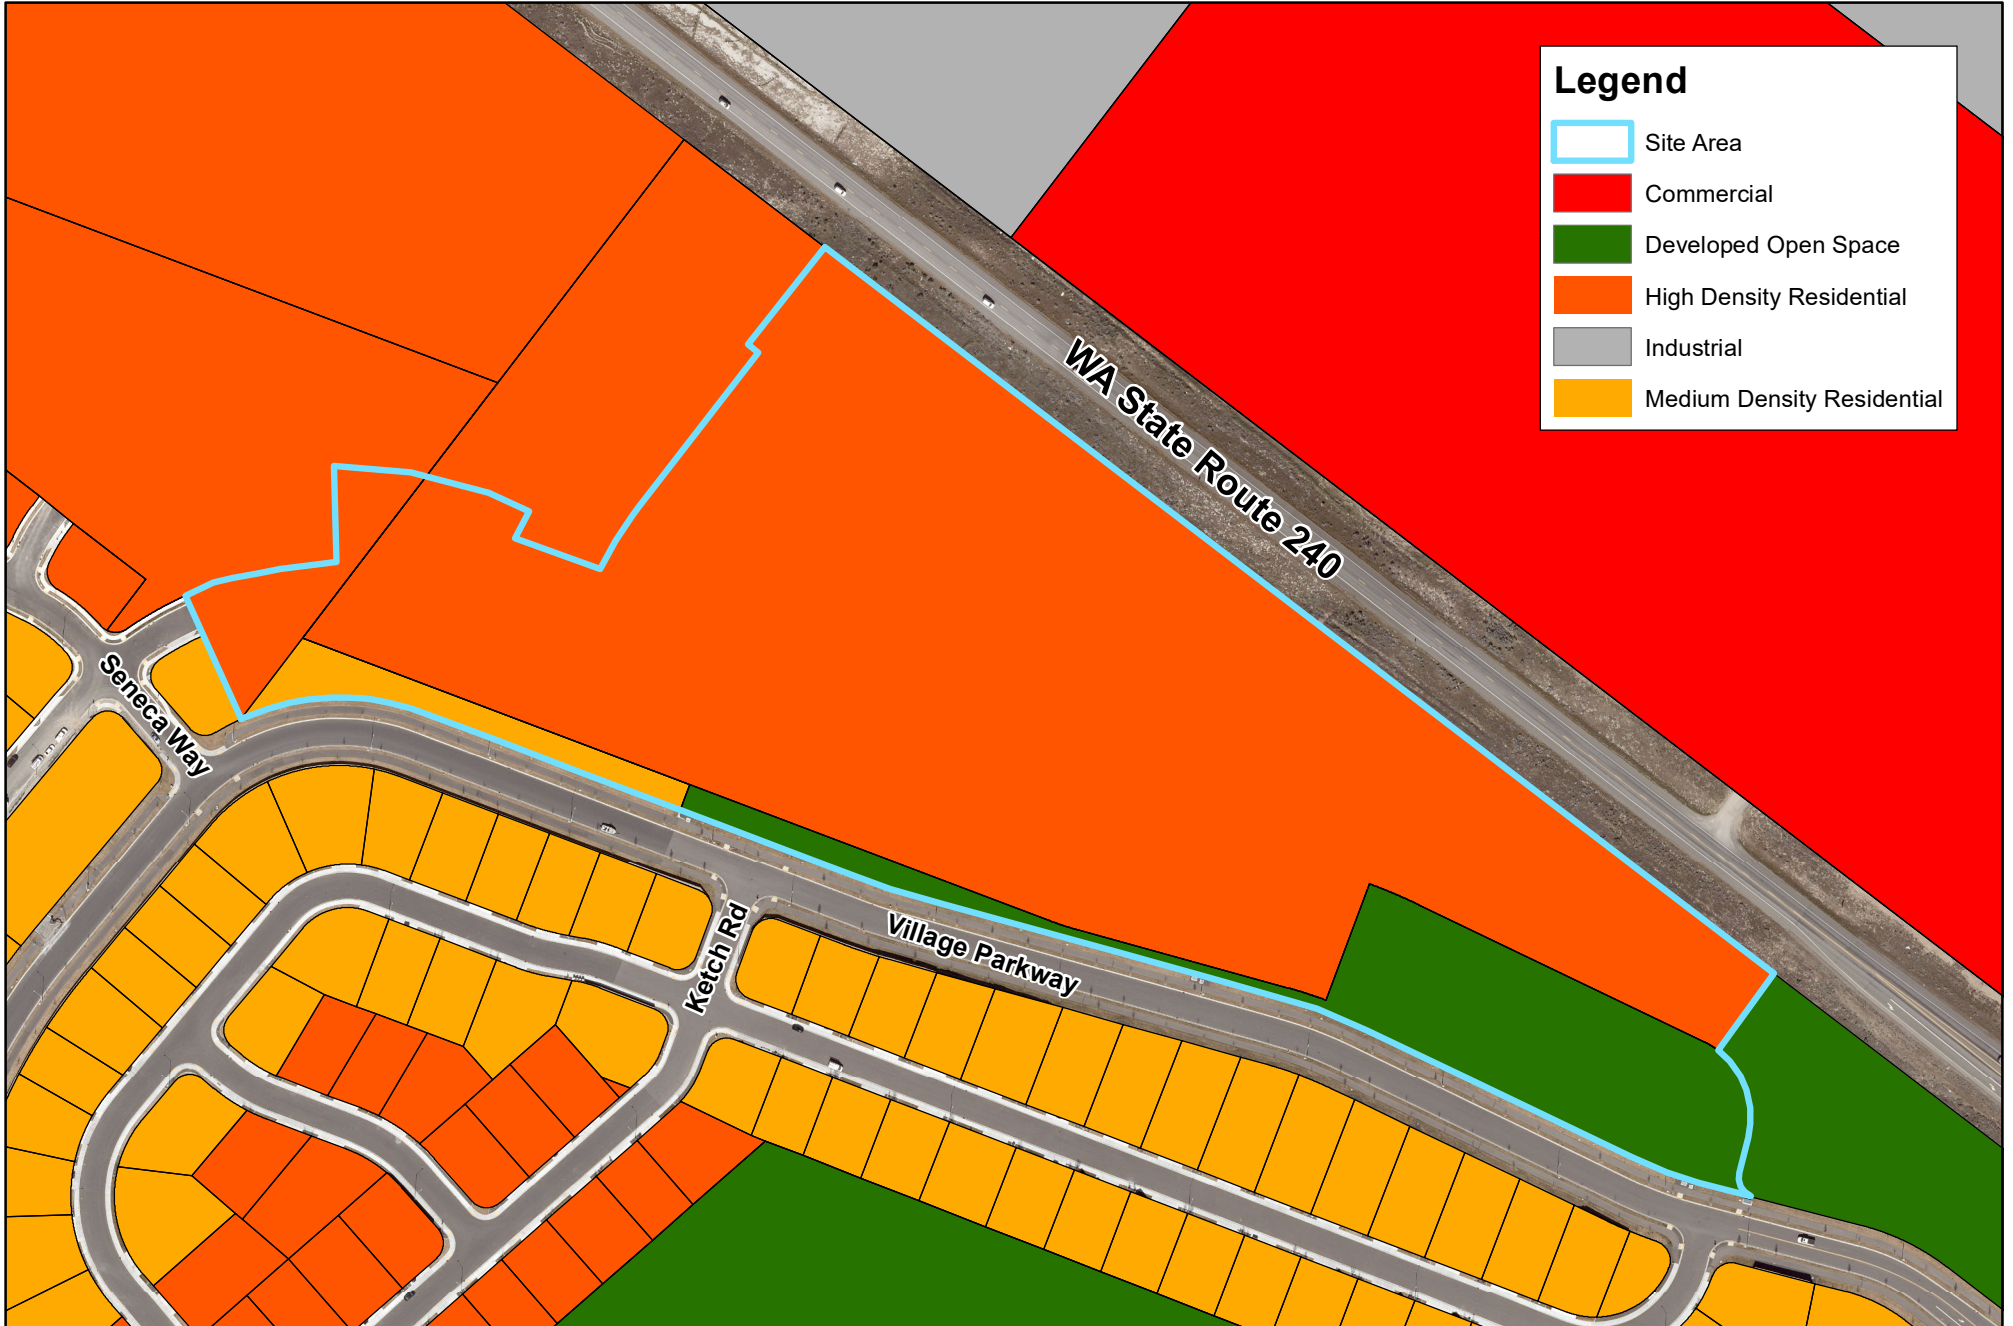 Legend
Site Area
Commercial
Developed Open Space
High Density Residential
Industrial
Medium Density Residential
WA State Route 240
Seneca Way
Ketch Rd
Village Parkway